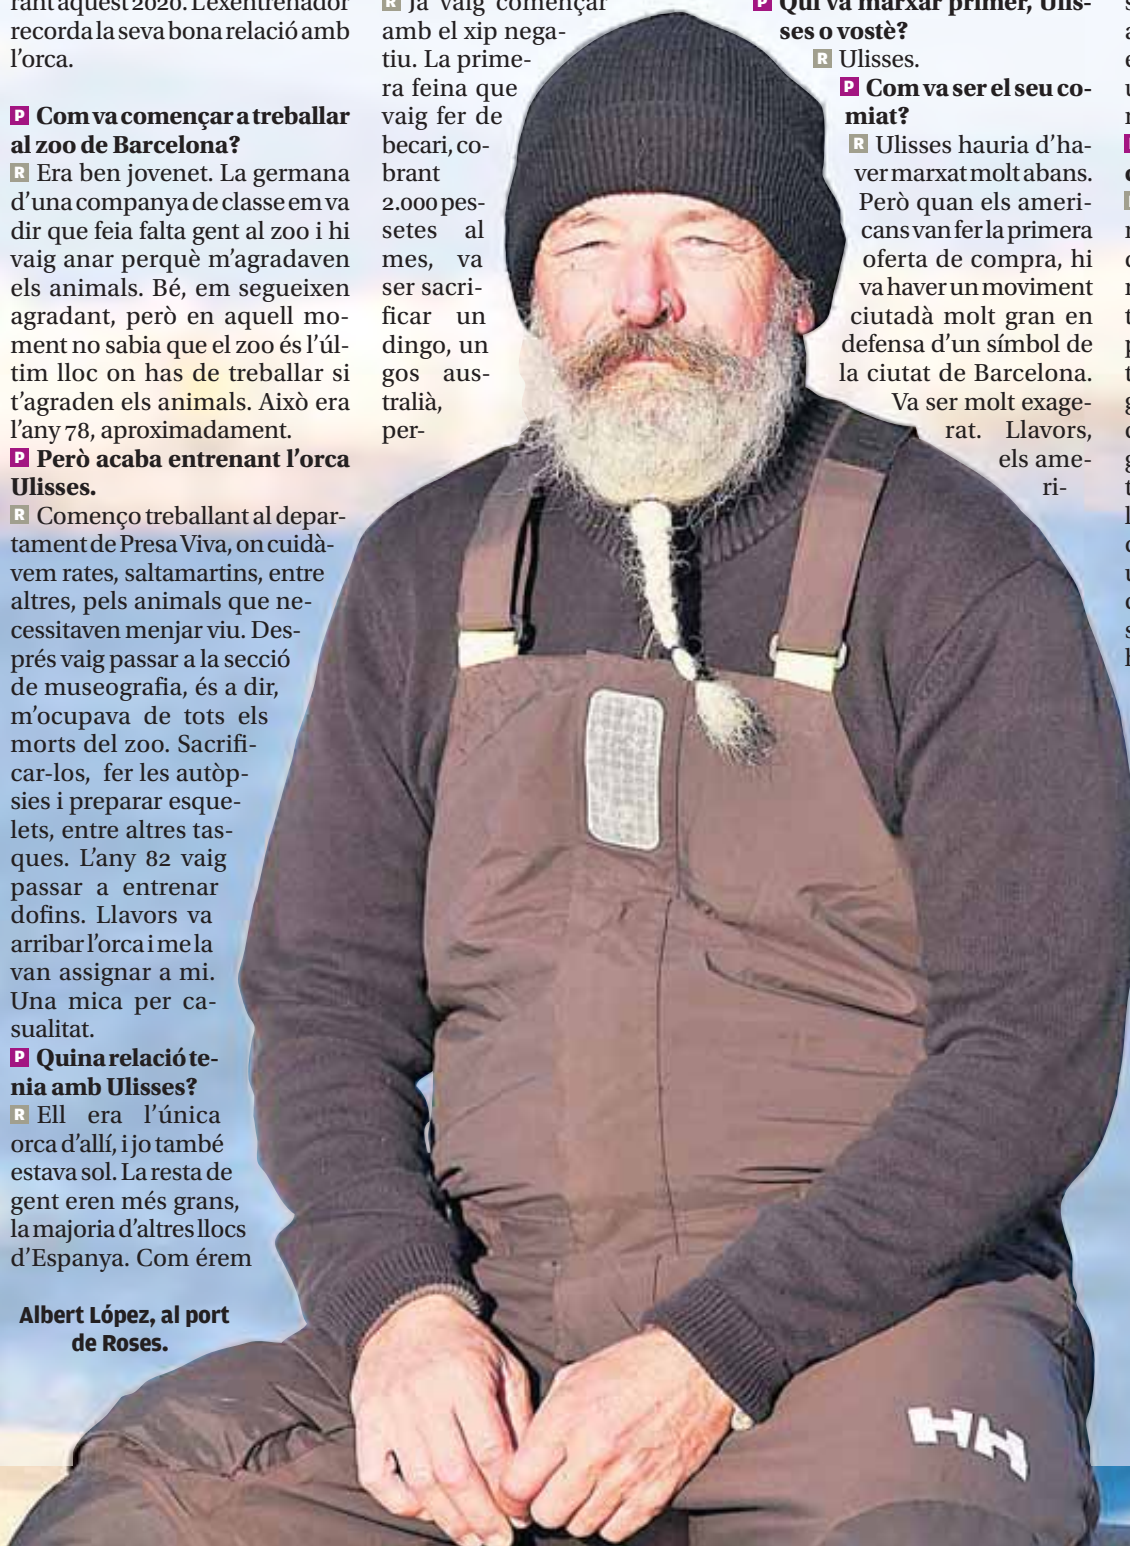 rant aquest 2020. L'exentrenador
recorda la seva bona relació amb
l'orca.
P Com va començar a treballar
al zoo de Barcelona?
R Era ben jovenet. La germana
d'una companya de classe em va
dir que feia falta gent al zoo i hi
vaig anar perquè m'agradaven
els animals. Bé, em segueixen
agradant, però en aquell mo-
ment no sabia que el zoo és l'úl-
tim lloc on has de treballar si
t'agraden els animals. Això era
l'any 78, aproximadament.
P Però acaba entrenant l'orca
Ulisses.
R Començo treballant al depar-
tament de Presa Viva, on cuidà-
vem rates, saltamartins, entre
altres, pels animals que ne-
cessitaven menjar viu. Des-
prés vaig passar a la secció
de museografia, és a dir,
m'ocupava de tots els
morts del zoo. Sacrifi-
car-los, fer les autòp-
sies i preparar esque-
lets, entre altres tas-
ques. L'any 82 vaig
passar a entrenar
dofins. Llavors va
arribar l'orca i me la
van assignar a mi.
Una mica per ca-
sualitat.
P Quina relació te-
nia amb Ulisses?
R Ell era l'única
orca d'allí, i jo també
estava sol. La resta de
gent eren més grans,
la majoria d'altres llocs
d'Espanya. Com érem
Albert López, al port
de Roses.
R Ja vaig començar
amb el xip nega-
tiu. La prime-
ra feina que
vaig fer de
becari, co-
brant
2.000 pes-
setes al
mes, va
ser sacri-
ficar un
dingo, un
gos aus-
tralià,
per-
P Qui va marxar primer, Ulis-
ses o vostè?
R Ulisses.
P Com va ser el seu co-
miat?
R Ulisses hauria d'ha-
ver marxat molt abans.
Però quan els ameri-
cans van fer la primera
oferta de compra, hi
va haver un moviment
ciutadà molt gran en
defensa d'un símbol de
la ciutat de Barcelona.
Va ser molt exage-
rat. Llavors,
els ame-
ri-
HH